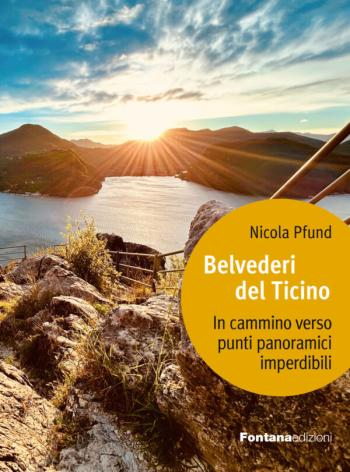 Nicola Pfund
Belvederi
del Ticino
In cammino verso
punti panoramici
imperdibili
Fontanaedizioni